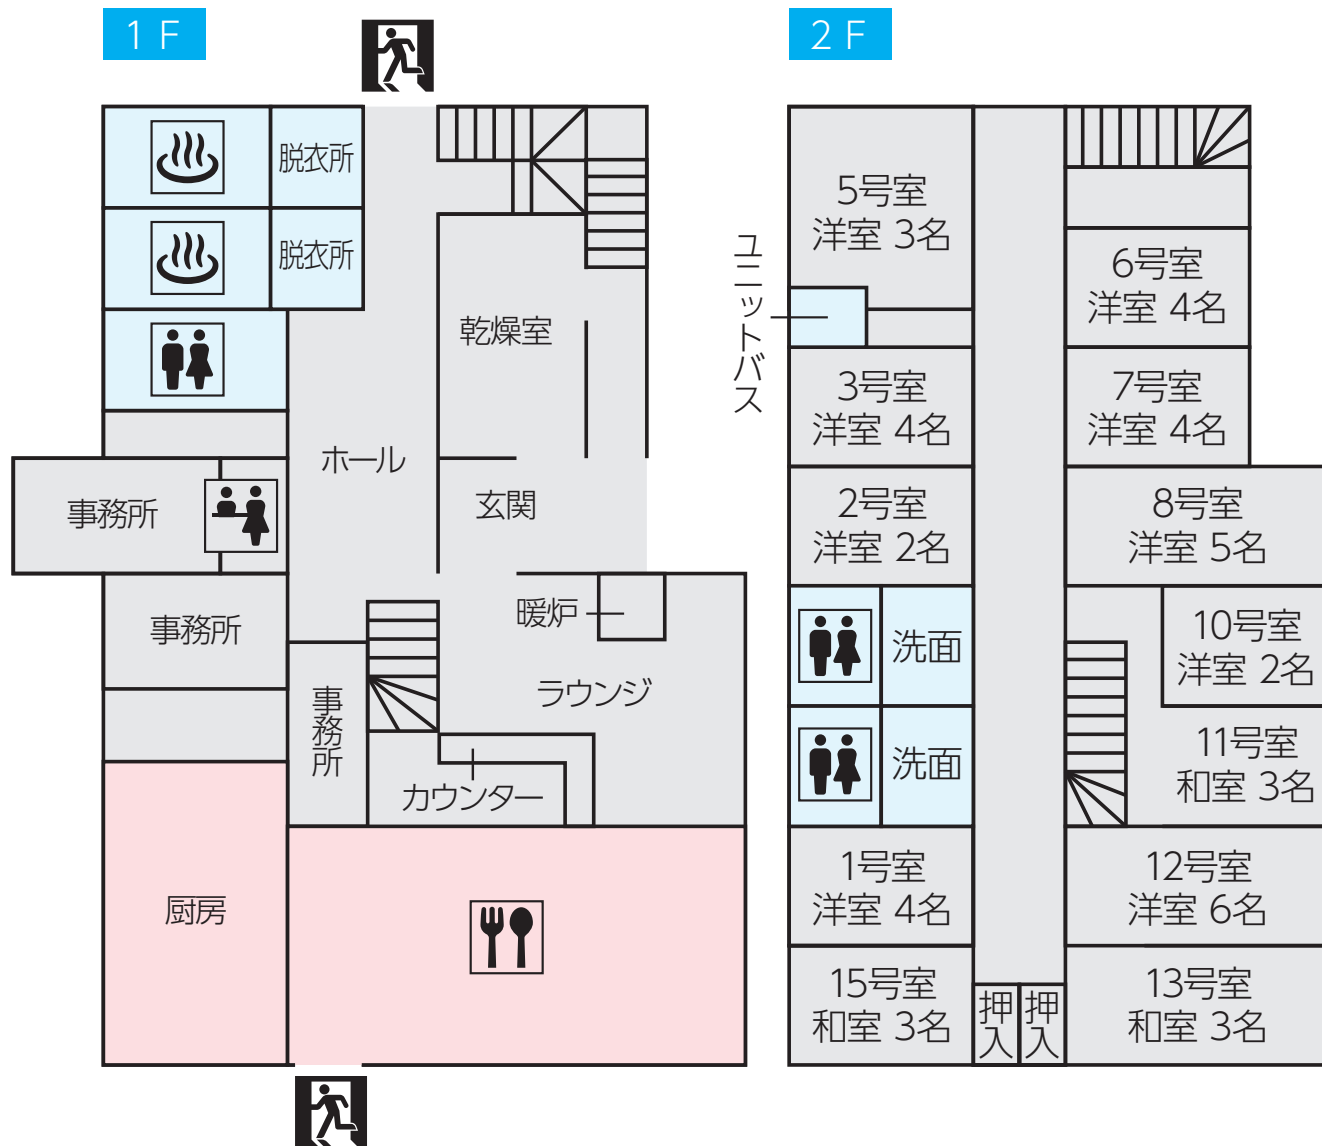 1 F
脱衣所
脱衣所
乾燥室
ホール
事務所
玄関
事務所
暖炉
事務所
ラウンジ
カウンター
厨房
2 F
5号室
洋室 3名
ユニットバス
6号室
洋室 4名
3号室
洋室 4名
7号室
洋室 4名
2号室
洋室 2名
8号室
洋室 5名
洗面
10号室
洋室 2名
洗面
11号室
和室 3名
1号室
洋室 4名
12号室
洋室 6名
15号室
和室 3名
押入
押入
13号室
和室 3名